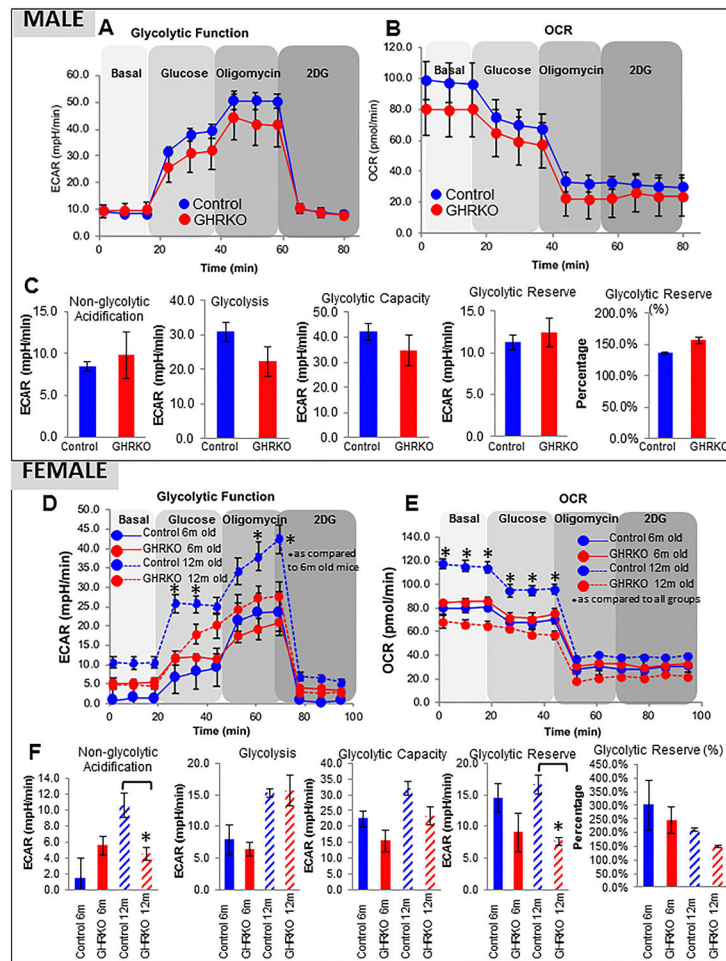 MALE
A
Glycolytic Function
Basal
Glucose
Oligomycin
2DG
ECAR (mpH/min)
60.0
50.0
40.0
30.0
20.0
10.0
0.0
Control
GHRKO
0 20 40 60 80
Time (min)
B
OCR
Basal
Glucose
Oligomycin
2DG
OCR (pmol/min)
120.0
100.0
80.0
60.0
40.0
20.0
0.0
Control
GHRKO
0 20 40 60 80
Time (min)
C
Non-glycolytic
Acidification
ECAR (mpH/min)
15.0
10.0
5.0
0.0
Control GHRKO
Glycolysis
ECAR (mpH/min)
40.0
30.0
20.0
10.0
0.0
Control GHRKO
Glycolytic Capacity
ECAR (mpH/min)
60.0
50.0
40.0
30.0
20.0
10.0
0.0
Control GHRKO
Glycolytic Reserve
ECAR (mpH/min)
15.0
10.0
5.0
0.0
Control GHRKO
Glycolytic Reserve
(%)
Percentage
200.0%
150.0%
100.0%
50.0%
0.0%
Control GHRKO
FEMALE
D
Glycolytic Function
Basal
Glucose
Oligomycin
2DG
ECAR (mpH/min)
50.0
45.0
40.0
35.0
30.0
25.0
20.0
15.0
10.0
5.0
0.0
Control 6m old
GHRKO 6m old
Control 12m old
GHRKO 12m old
* *
* *
*as compared
to 6m old mice
0 20 40 60 80 100
Time (min)
E
OCR
Basal
Glucose
Oligomycin
2DG
OCR (pmol/min)
140.0
120.0
100.0
80.0
60.0
40.0
20.0
0.0
Control 6m old
GHRKO 6m old
Control 12m old
GHRKO 12m old
* * * * * *
*as compared to all groups
0 20 40 60 80 100
Time (min)
F
Non-glycolytic
Acidification
ECAR (mpH/min)
14.0
12.0
10.0
8.0
6.0
4.0
2.0
0.0
*
Control 6m
GHRKO 6m
Control 12m
GHRKO 12m
Glycolysis
ECAR (mpH/min)
20.0
15.0
10.0
5.0
0.0
Control 6m
GHRKO 6m
Control 12m
GHRKO 12m
Glycolytic Capacity
ECAR (mpH/min)
40.0
35.0
30.0
25.0
20.0
15.0
10.0
5.0
0.0
Control 6m
GHRKO 6m
Control 12m
GHRKO 12m
Glycolytic Reserve
ECAR (mpH/min)
20.0
15.0
10.0
5.0
0.0
*
Control 6m
GHRKO 6m
Control 12m
GHRKO 12m
Glycolytic Reserve (%)
Percentage
450.0%
400.0%
350.0%
300.0%
250.0%
200.0%
150.0%
100.0%
50.0%
0.0%
Control 6m
GHRKO 6m
Control 12m
GHRKO 12m